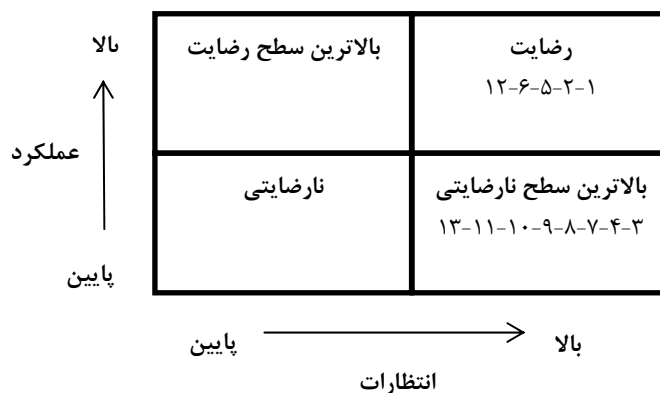 بالا
رضایت
بالاترین سطح رضایت
۱-۲-۵-۶-۱۲
عملکرد
بالاترین سطح نارضایتی
نارضایتی
۳-۴-۷-۸-۹-۱۰-۱۱-۱۳
پایین
بالا
پایین
انتظارات